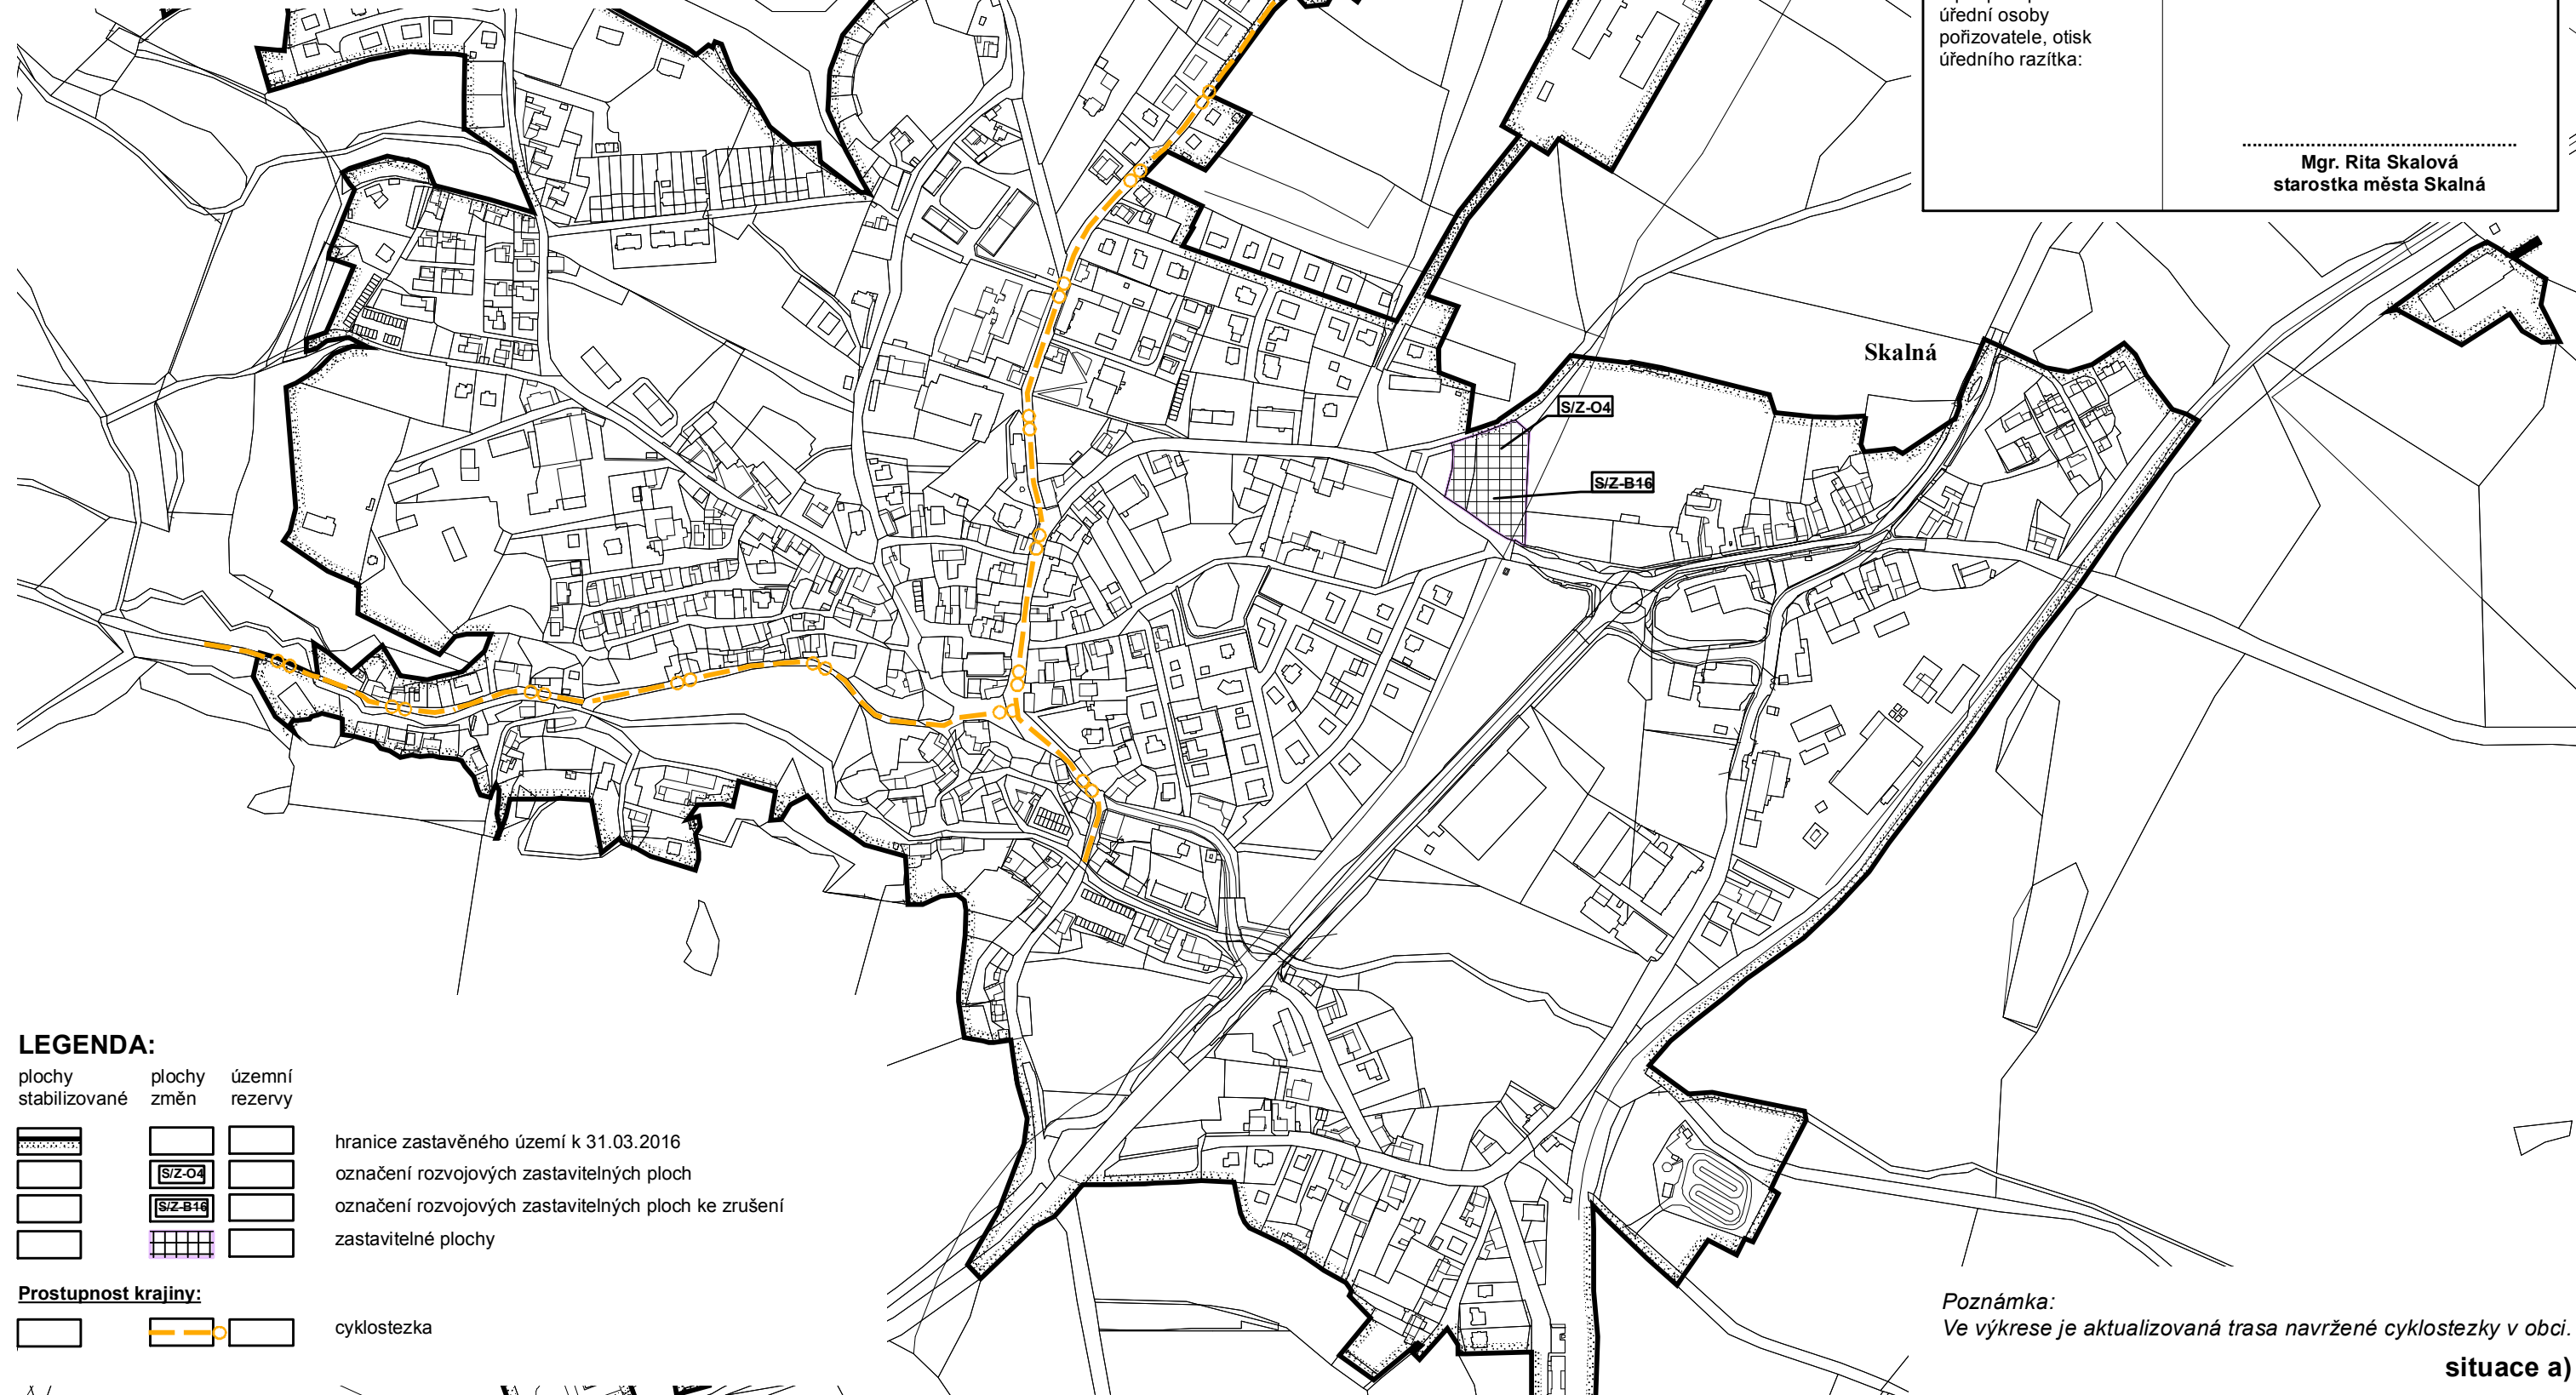 úřední osoby
pořizovatele, otisk
úředního razítka:
Mgr. Rita Skalová
starostka města Skalná
Skalná
S/Z-O4
S/Z-B16
LEGENDA:
plochy stabilizované
plochy změn
územní rezervy
hranice zastavěného území k 31.03.2016
S/Z-O4
označení rozvojových zastavitelných ploch
S/Z-B16
označení rozvojových zastavitelných ploch ke zrušení
zastavitelné plochy
Prostupnost krajiny:
cyklostezka
Poznámka:
Ve výkrese je aktualizovaná trasa navržené cyklostezky v obci.
situace a)